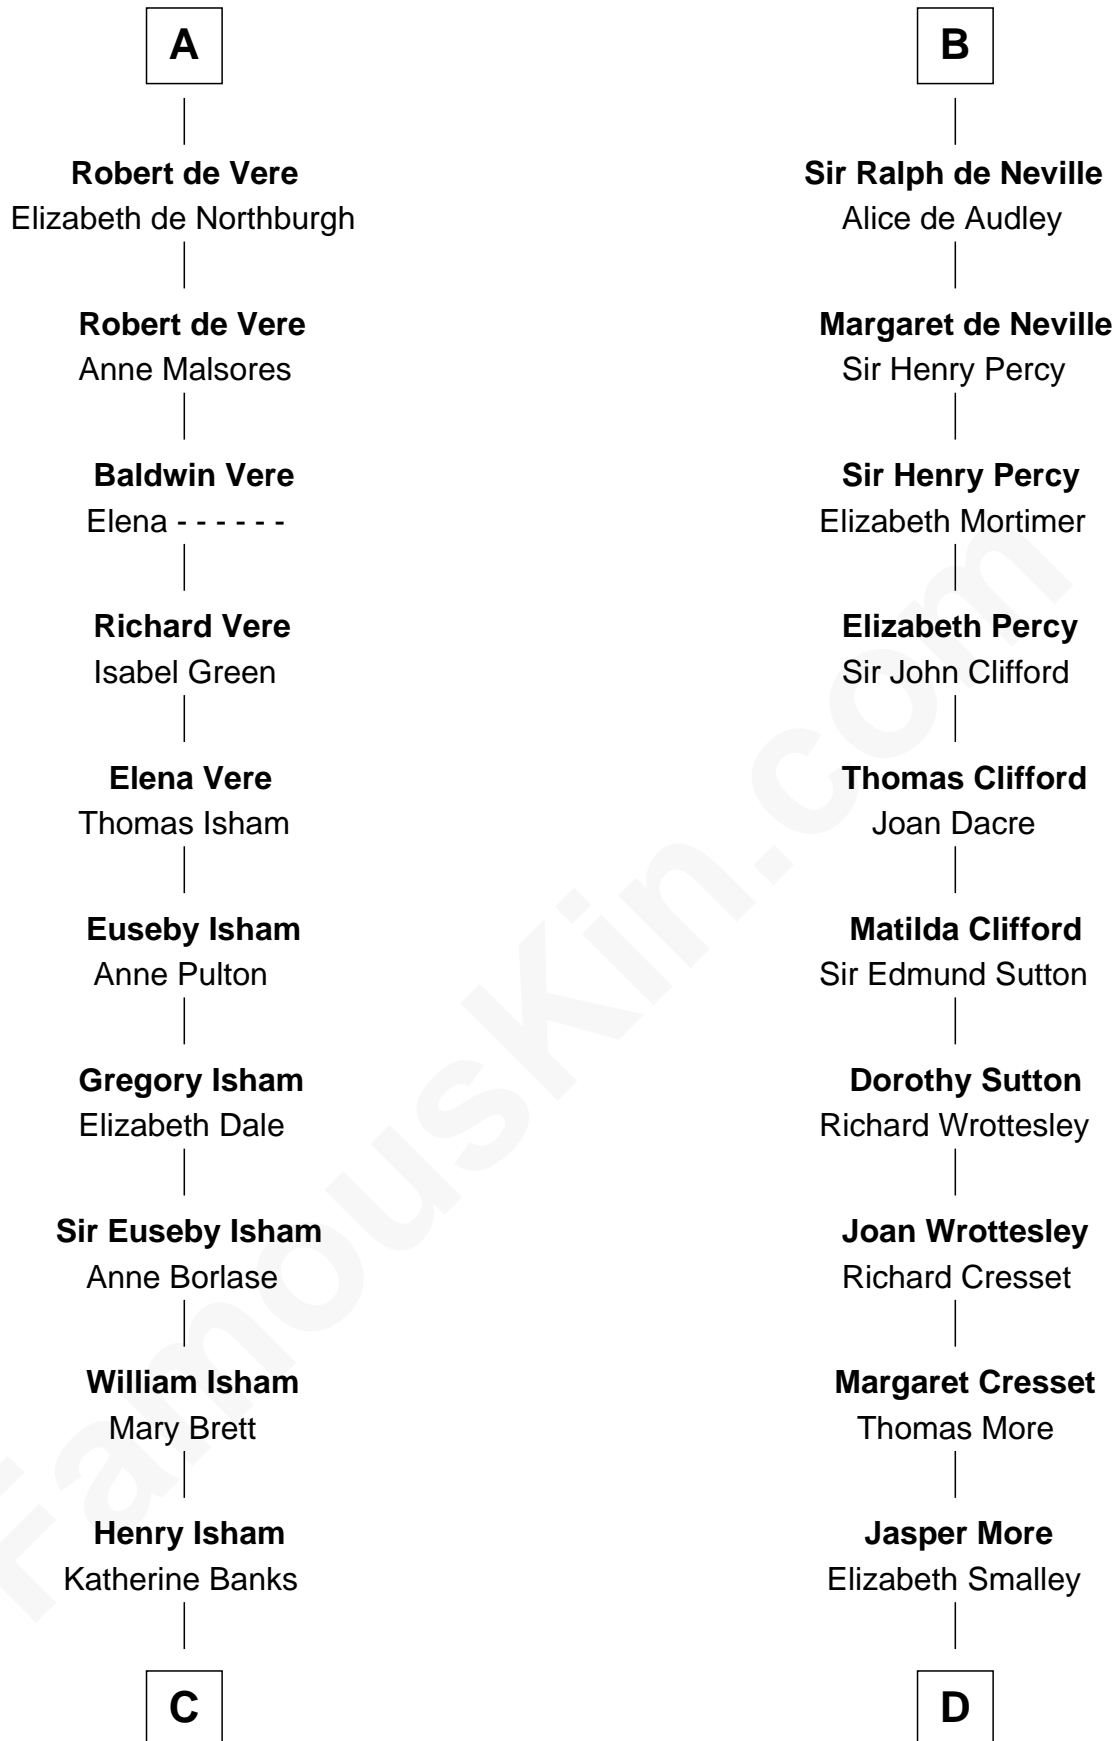 A
Robert de Vere
Elizabeth de Northburgh
Robert de Vere
Anne Malsores
Baldwin Vere
Elena - - - - - -
Richard Vere
Isabel Green
Elena Vere
Thomas Isham
Euseby Isham
Anne Pulton
Gregory Isham
Elizabeth Dale
Sir Euseby Isham
Anne Borlase
William Isham
Mary Brett
Henry Isham
Katherine Banks
C
B
Sir Ralph de Neville
Alice de Audley
Margaret de Neville
Sir Henry Percy
Sir Henry Percy
Elizabeth Mortimer
Elizabeth Percy
Sir John Clifford
Thomas Clifford
Joan Dacre
Matilda Clifford
Sir Edmund Sutton
Dorothy Sutton
Richard Wrottesley
Joan Wrottesley
Richard Cresset
Margaret Cresset
Thomas More
Jasper More
Elizabeth Smalley
D
FamousKin.com